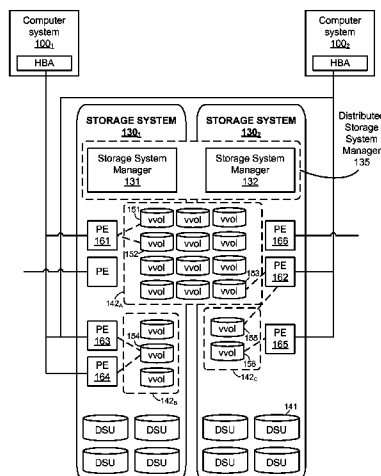 Computer system 100₁
HBA
Computer system 100₂
HBA
STORAGE SYSTEM 130₁
STORAGE SYSTEM 130₂
Distributed Storage System Manager 135
Storage System Manager 131
Storage System Manager 132
151
vvol vvol vvol
PE 161
PE 166
152
vvol vvol vvol
vvol vvol vvol
153
PE
PE 162
vvol vvol vvol
142A
PE 163
vvol
154
vvol
PE 164
vvol
142B
vvol
155
vvol
156
PE 165
142C
141
DSU DSU DSU DSU
DSU DSU DSU DSU